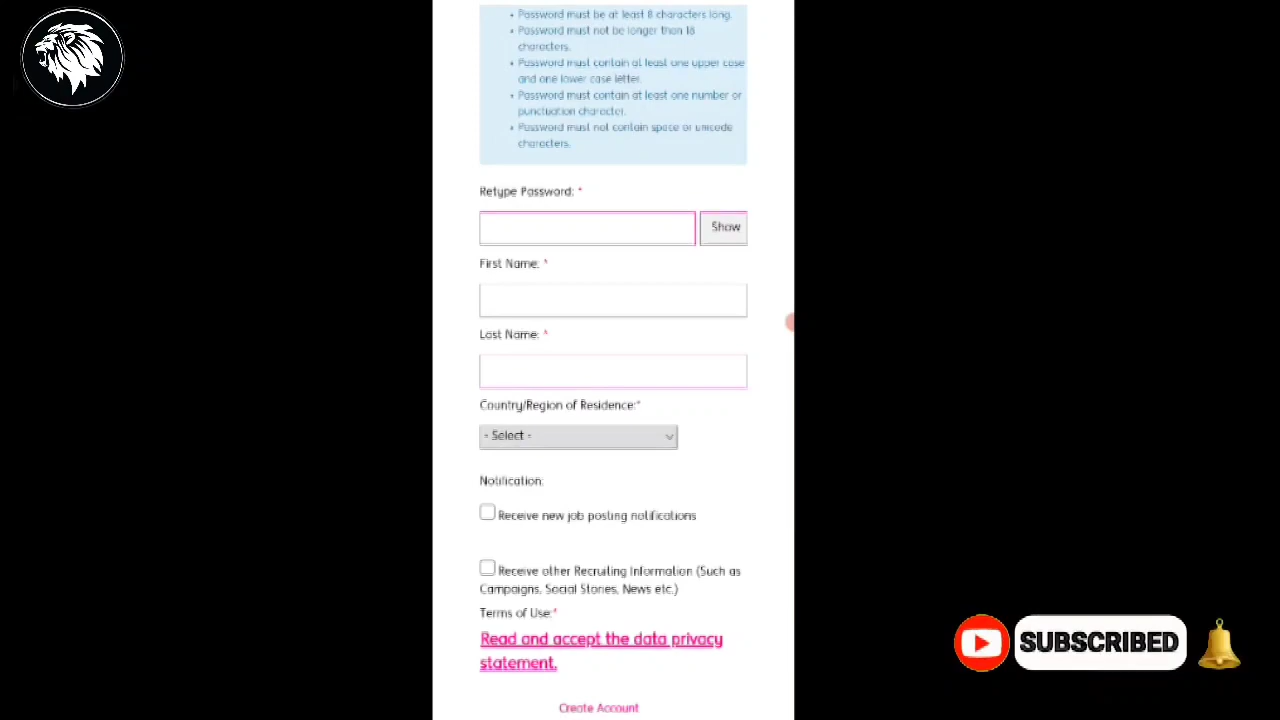 • Password must be at least 8 characters long.
• Password must not be longer than 18
characters.
• Password must contain at least one upper case
and one lower case letter.
• Password must contain at least one number or
punctuation character.
• Password must not contain space or unicode
characters.
Retype Password: *
Show
First Name: *
Last Name: *
Country/Region of Residence:*
- Select -
Notification:
Receive new job posting notifications
Receive other Recruiting Information (Such as
Campaigns, Social Stories, News etc.)
Terms of Use:*
Read and accept the data privacy
statement.
Create Account
SUBSCRIBED